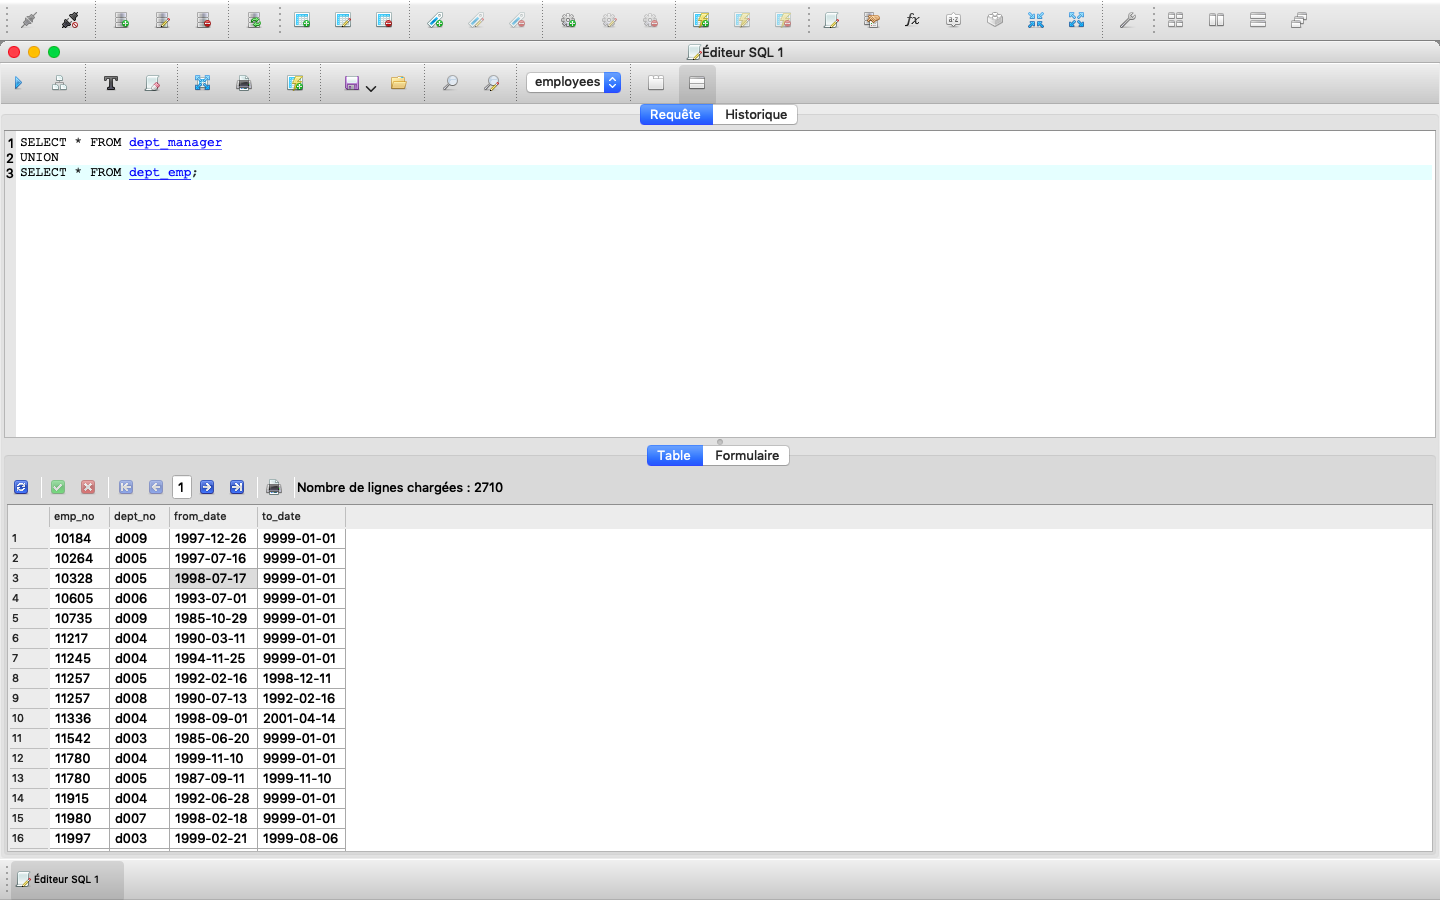 Éditeur SQL 1
employees
Requête Historique
1 SELECT * FROM dept_manager
2 UNION
3 SELECT * FROM dept_emp;
Table Formulaire
1 Nombre de lignes chargées : 2710
emp_no dept_no from_date to_date
1 10184 d009 1997-12-26 9999-01-01
2 10264 d005 1997-07-16 9999-01-01
3 10328 d005 1998-07-17 9999-01-01
4 10605 d006 1993-07-01 9999-01-01
5 10735 d009 1985-10-29 9999-01-01
6 11217 d004 1990-03-11 9999-01-01
7 11245 d004 1994-11-25 9999-01-01
8 11257 d005 1992-02-16 1998-12-11
9 11257 d008 1990-07-13 1992-02-16
10 11336 d004 1998-09-01 2001-04-14
11 11542 d003 1985-06-20 9999-01-01
12 11780 d004 1999-11-10 9999-01-01
13 11780 d005 1987-09-11 1999-11-10
14 11915 d004 1992-06-28 9999-01-01
15 11980 d007 1998-02-18 9999-01-01
16 11997 d003 1999-02-21 1999-08-06
Éditeur SQL 1